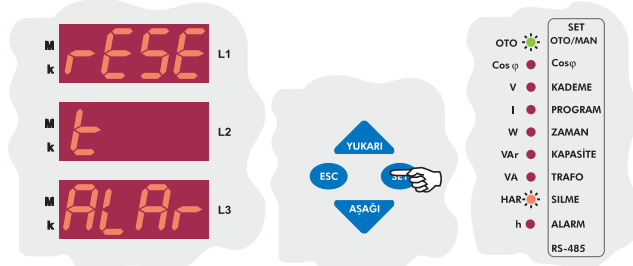 M
k
rESE
L1
M
k
t
L2
M
k
ALAr
L3
YUKARI
ESC
SET
AŞAĞI
SET
OTO
OTO/MAN
Cos φ
Cosφ
V
KADEME
I
PROGRAM
W
ZAMAN
VAr
KAPASİTE
VA
TRAFO
HAR
SILME
h
ALARM
RS-485